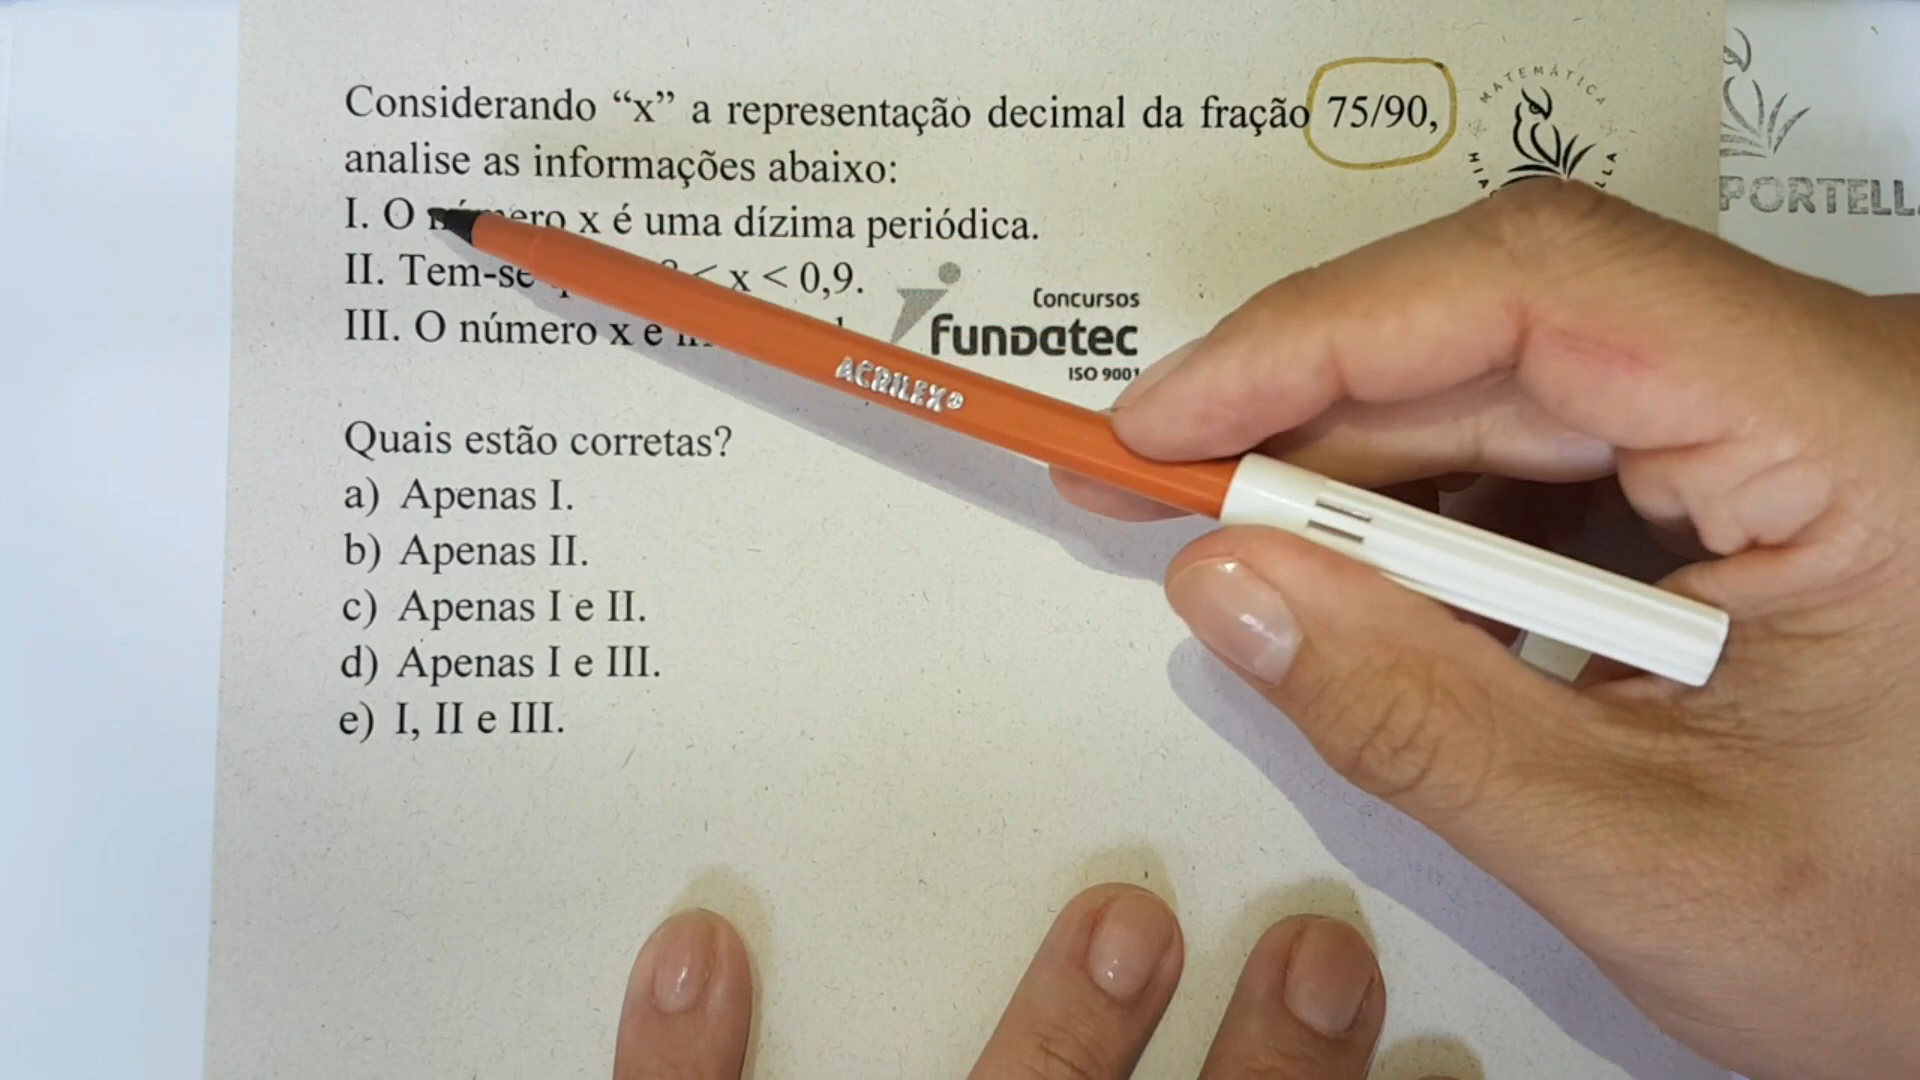 Considerando “x” a representação decimal da fração 75/90,
analise as informações abaixo:
I. O número x é uma dízima periódica.
II. Tem-se < x < 0,9.
III. O número x é
Concursos
Fundatec
ISO 9001
ACRILEX®
Quais estão corretas?
a) Apenas I.
b) Apenas II.
c) Apenas I e II.
d) Apenas I e III.
e) I, II e III.
MATEMÁTICA
PORTELL